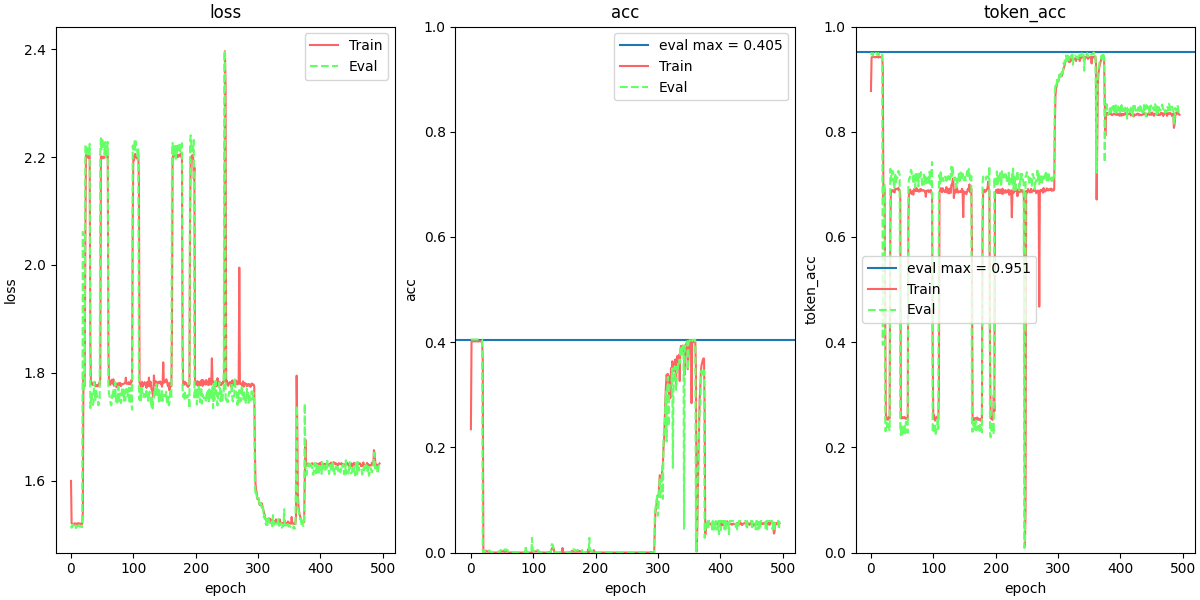 loss
2.4
2.2
2.0
1.8
1.6
0 100 200 300 400 500
loss
epoch
Train
Eval
acc
1.0
0.8
0.6
0.4
0.2
0.0
0 100 200 300 400 500
acc
epoch
eval max = 0.405
Train
Eval
token_acc
1.0
0.8
0.6
0.4
0.2
0.0
0 100 200 300 400 500
token_acc
epoch
eval max = 0.951
Train
Eval